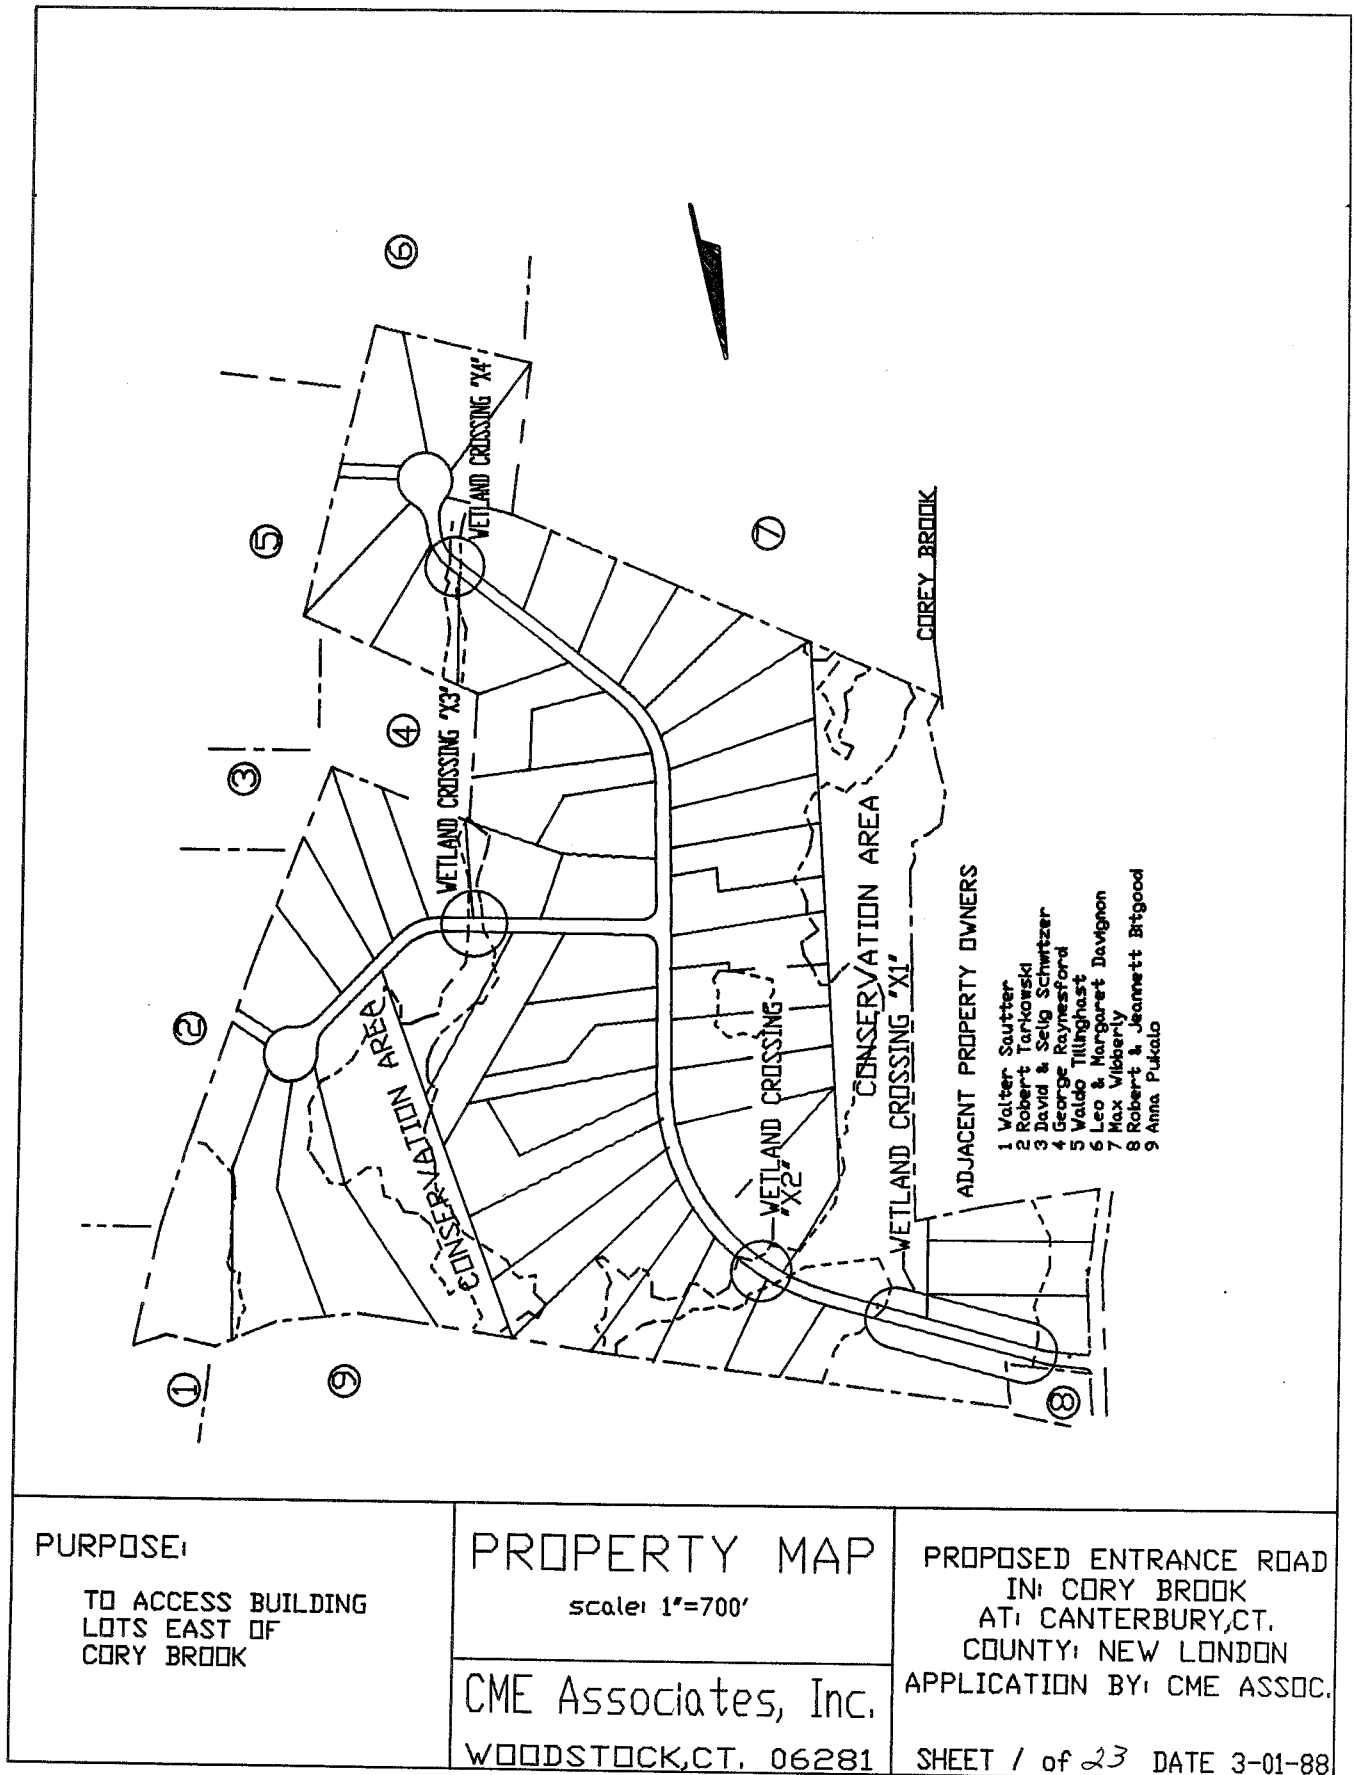 6
WETLAND CROSSING "X4"
5
7
COREY BROOK
4
WETLAND CROSSING "X3"
3
2
CONSERVATION AREA
CONSERVATION AREA
WETLAND CROSSING
"X2"
WETLAND CROSSING "X1"
1
9
8
ADJACENT PROPERTY OWNERS
1 Walter Sautter
2 Robert Tarkowski
3 David & Selig Schwitzer
4 George Raynesford
5 Waldo Tillinghast
6 Leo & Margaret Davignon
7 Max Wibberly
8 Robert & Jeannett Bitgood
9 Anna Pukalo
PURPOSE:
TO ACCESS BUILDING
LOTS EAST OF
CORY BROOK
PROPERTY MAP
scale: 1"=700'
CME Associates, Inc.
WOODSTOCK,CT. 06281
PROPOSED ENTRANCE ROAD
IN: CORY BROOK
AT: CANTERBURY,CT.
COUNTY: NEW LONDON
APPLICATION BY: CME ASSOC.
SHEET 1 of 23 DATE 3-01-88